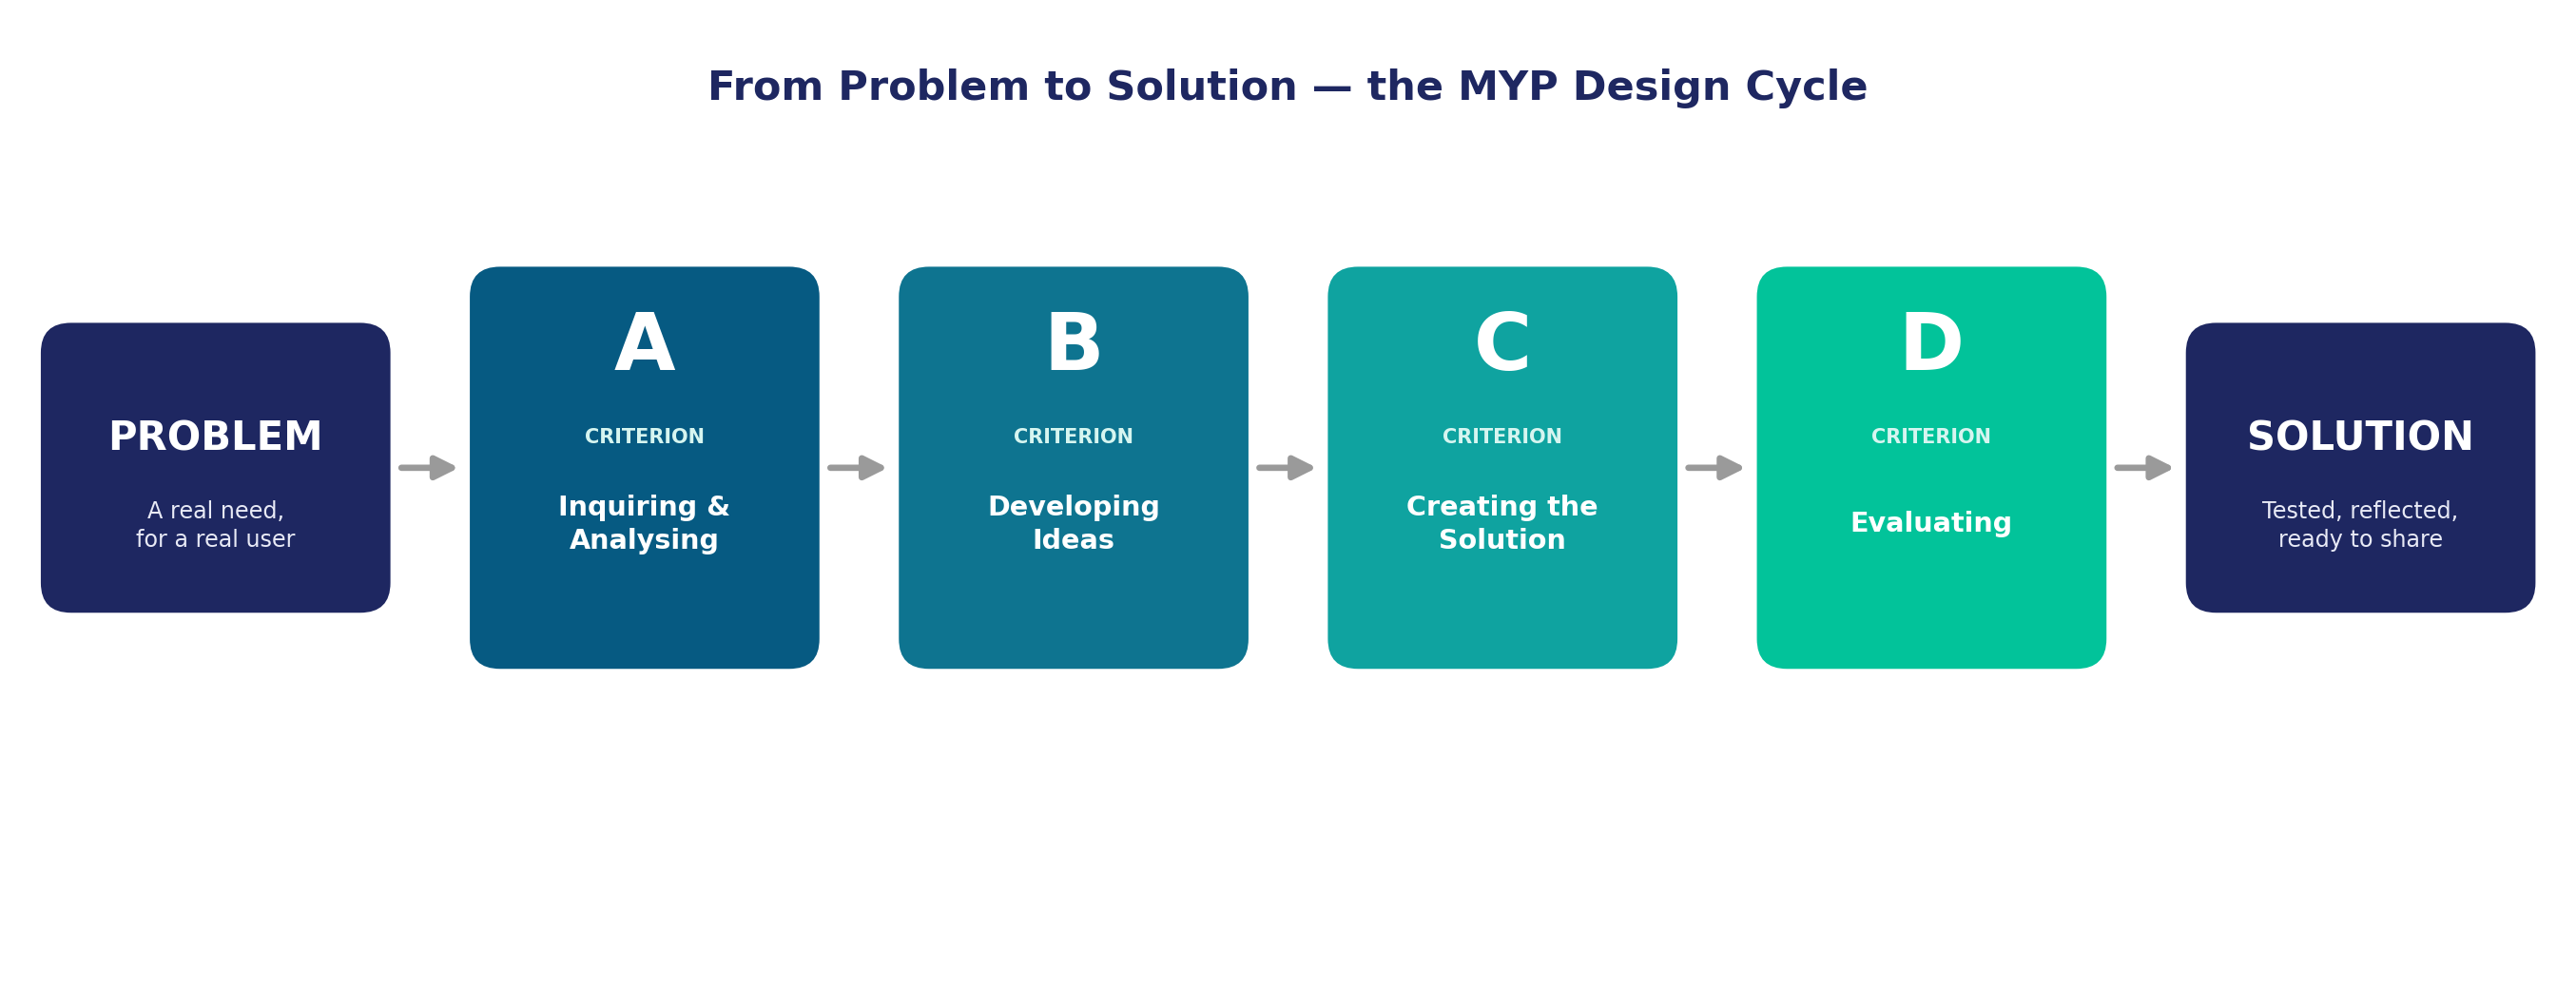 From Problem to Solution — the MYP Design Cycle
PROBLEM
A real need,
for a real user
A
CRITERION
Inquiring &
Analysing
B
CRITERION
Developing
Ideas
C
CRITERION
Creating the
Solution
D
CRITERION
Evaluating
SOLUTION
Tested, reflected,
ready to share